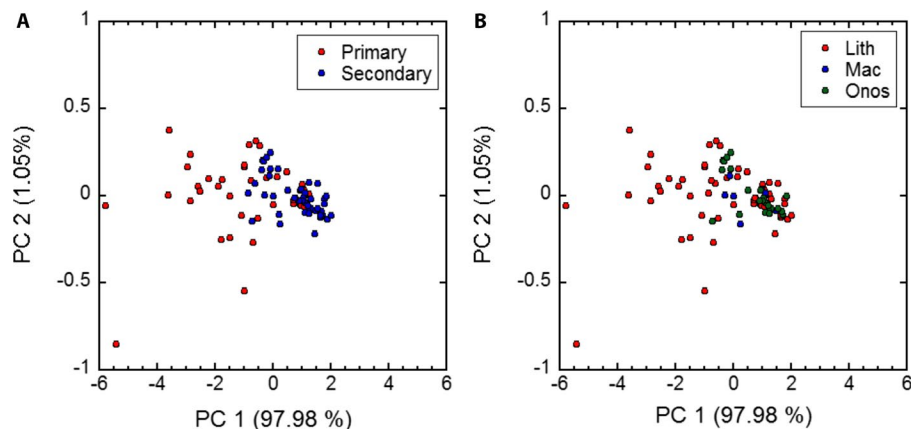 A
B
1
0.5
0
-0.5
-1
PC 2 (1.05%)
Primary
Secondary
-6 -4 -2 0 2 4 6
PC 1 (97.98 %)
1
0.5
0
-0.5
-1
PC 2 (1.05%)
Lith
Mac
Onos
-6 -4 -2 0 2 4 6
PC 1 (97.98 %)